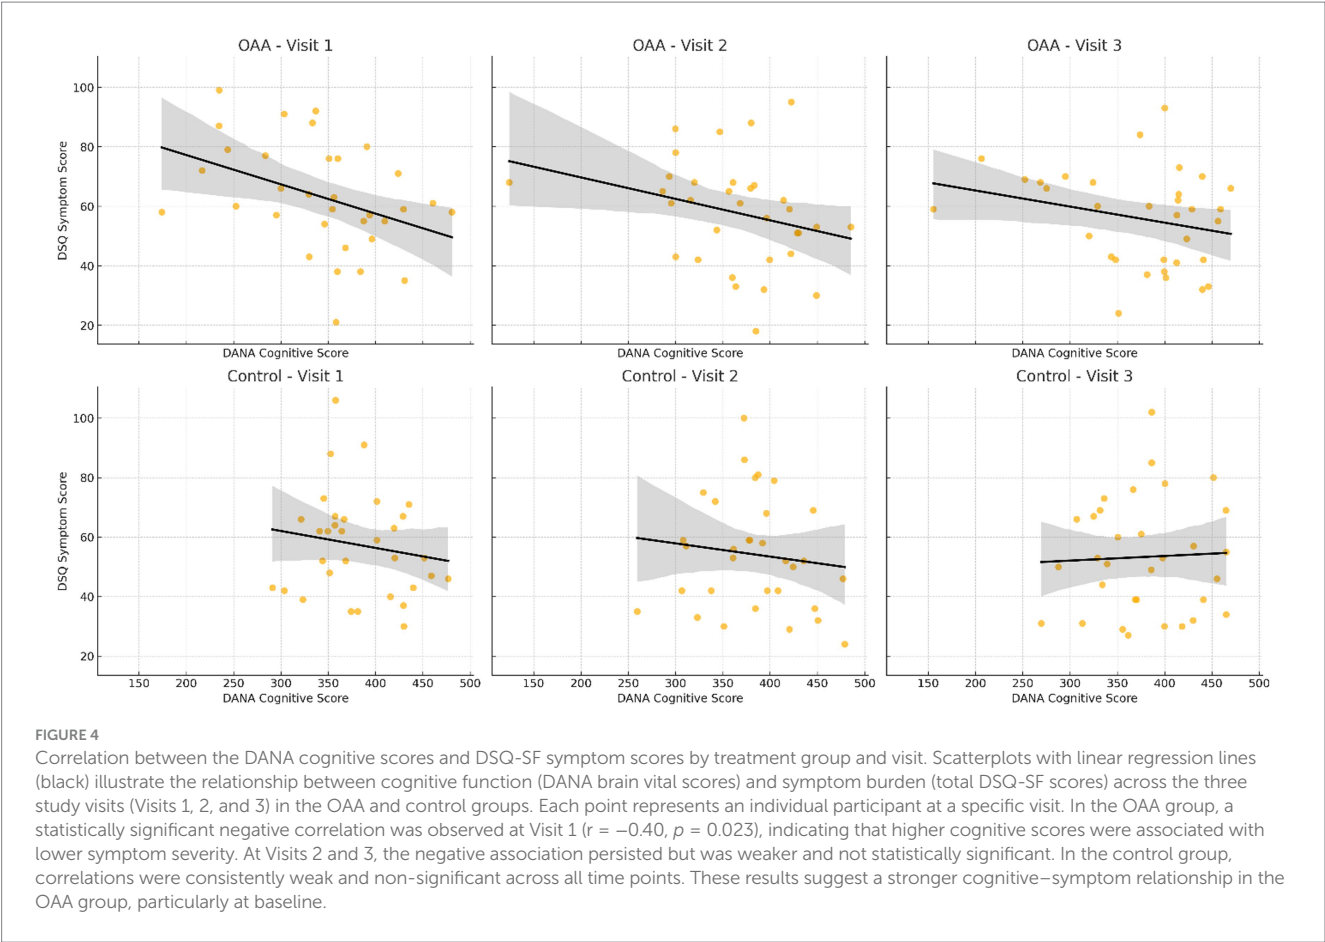 OAA - Visit 1
OAA - Visit 2
OAA - Visit 3
100
80
60
40
20
DSQ Symptom Score
DANA Cognitive Score
DANA Cognitive Score
DANA Cognitive Score
Control - Visit 1
Control - Visit 2
Control - Visit 3
100
80
60
40
20
DSQ Symptom Score
150 200 250 300 350 400 450 500
150 200 250 300 350 400 450 500
150 200 250 300 350 400 450 500
DANA Cognitive Score
DANA Cognitive Score
DANA Cognitive Score
FIGURE 4
Correlation between the DANA cognitive scores and DSQ-SF symptom scores by treatment group and visit. Scatterplots with linear regression lines
(black) illustrate the relationship between cognitive function (DANA brain vital scores) and symptom burden (total DSQ-SF scores) across the three
study visits (Visits 1, 2, and 3) in the OAA and control groups. Each point represents an individual participant at a specific visit. In the OAA group, a
statistically significant negative correlation was observed at Visit 1 (r = −0.40, p = 0.023), indicating that higher cognitive scores were associated with
lower symptom severity. At Visits 2 and 3, the negative association persisted but was weaker and not statistically significant. In the control group,
correlations were consistently weak and non-significant across all time points. These results suggest a stronger cognitive–symptom relationship in the
OAA group, particularly at baseline.